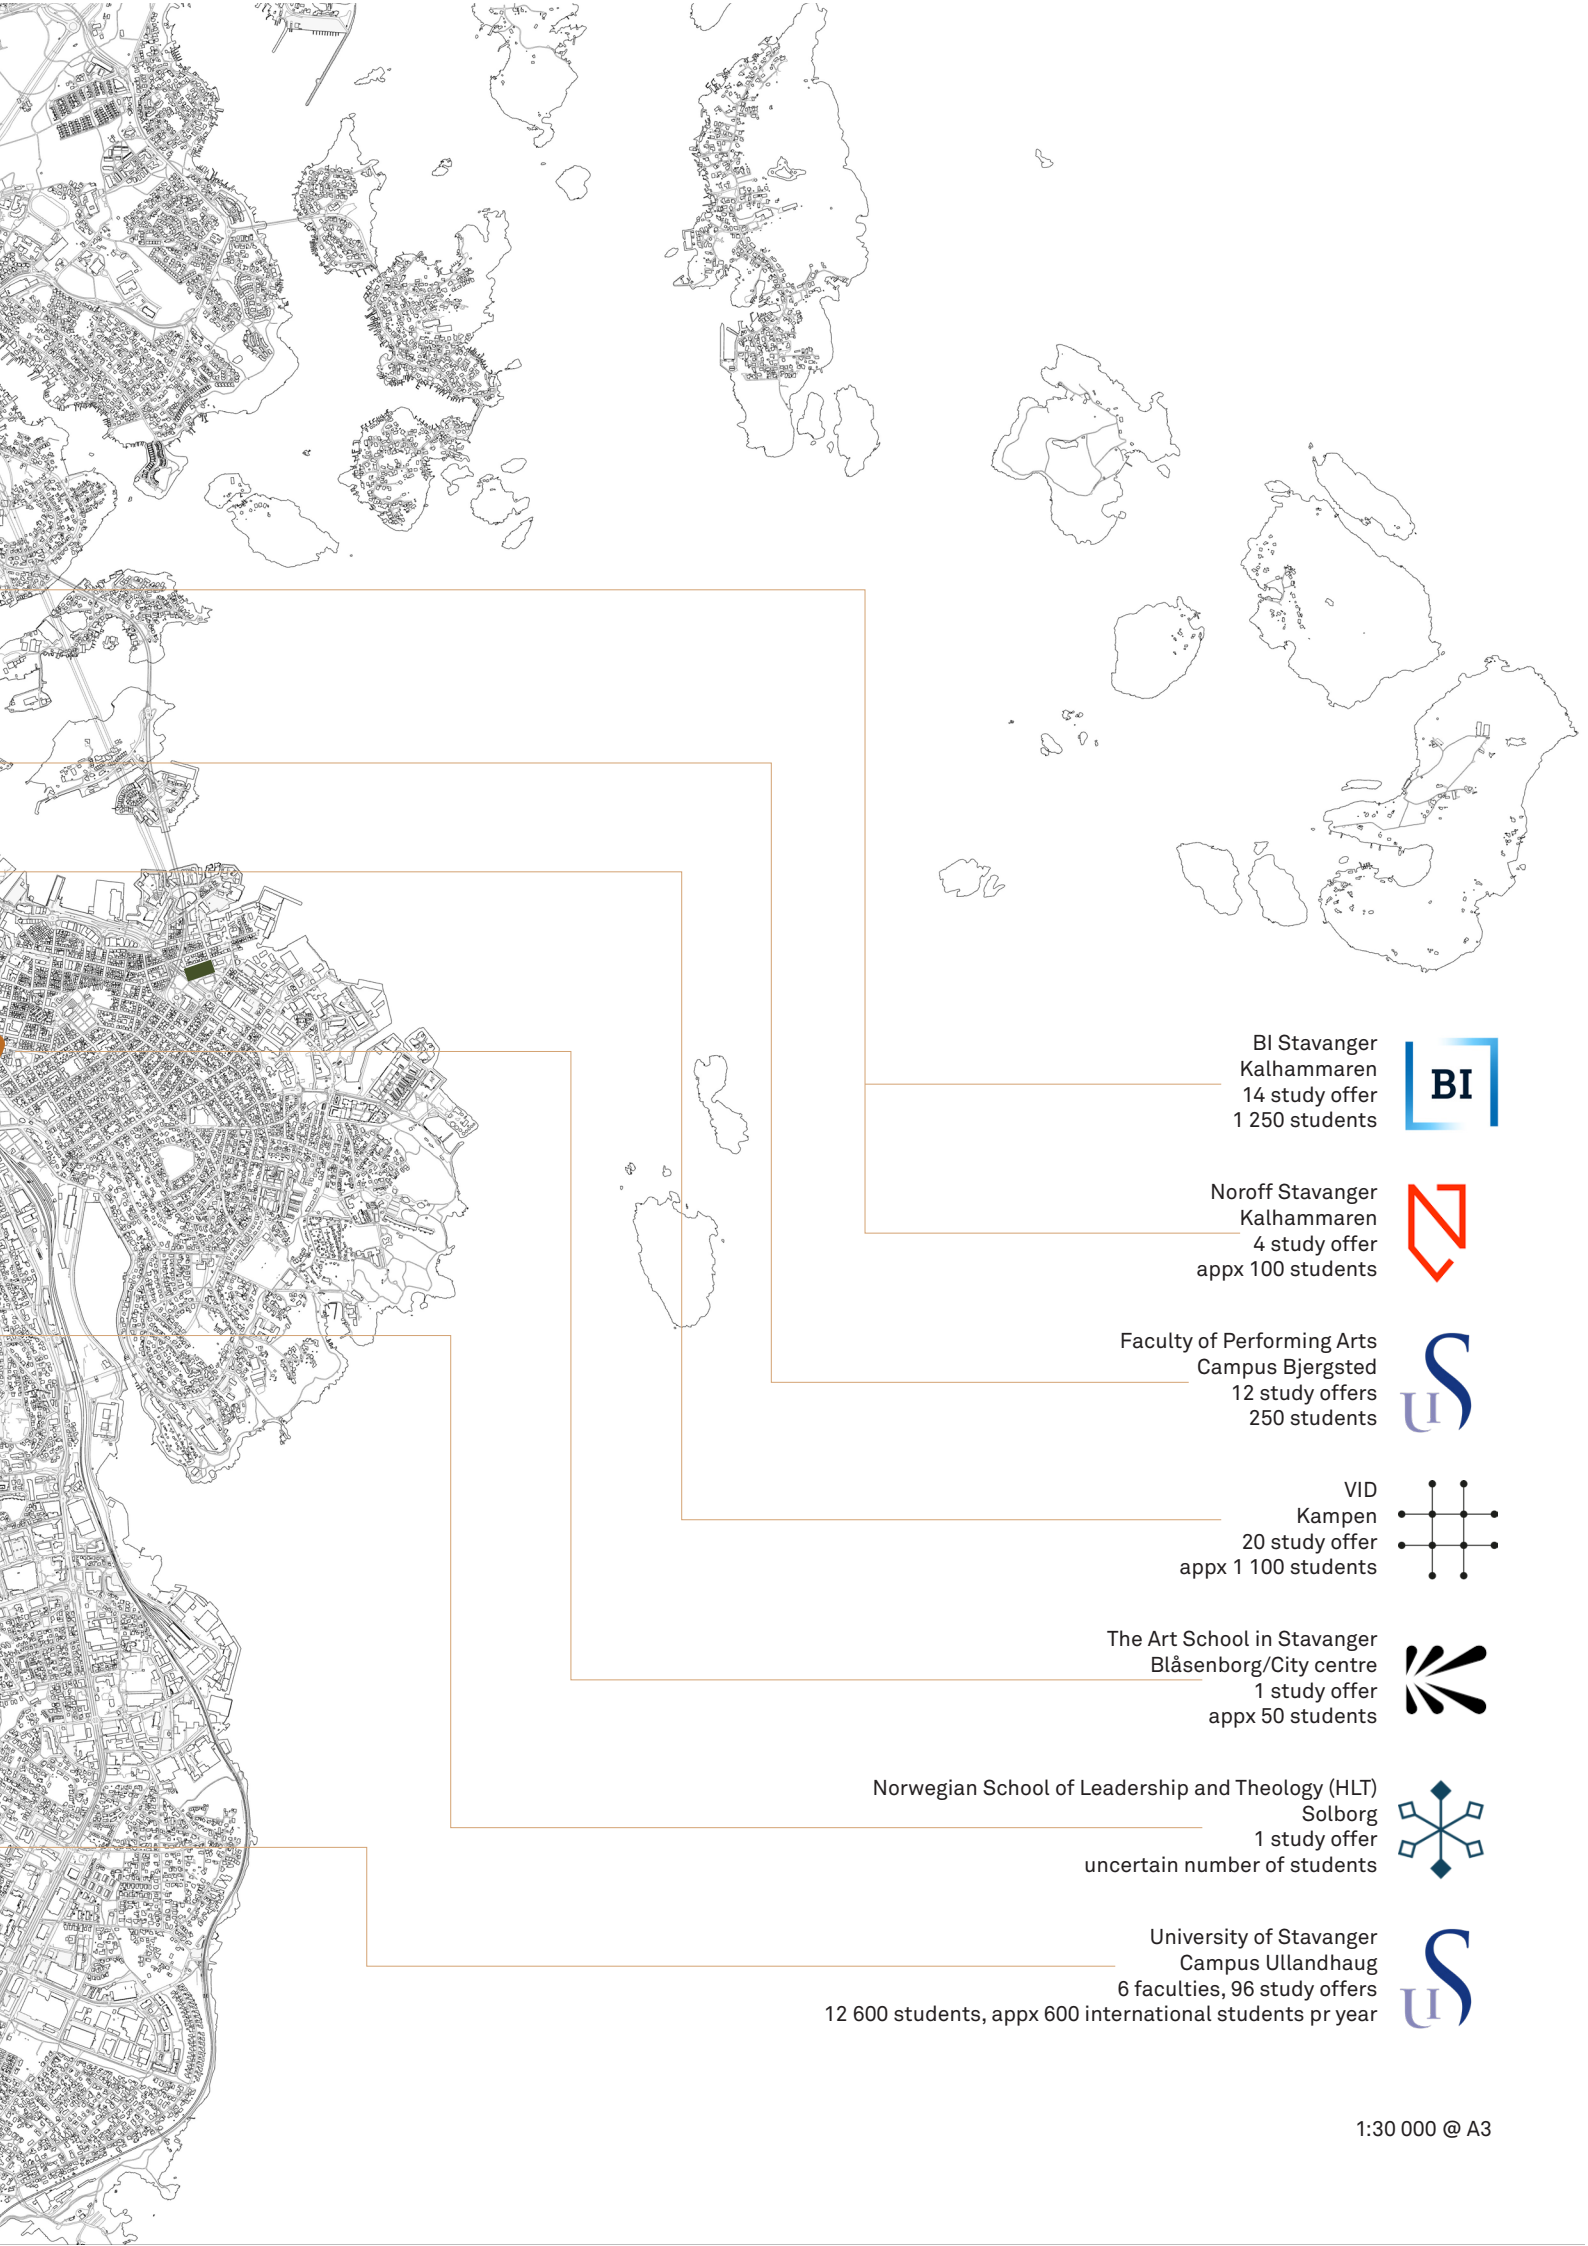 BI Stavanger
Kalhammaren
14 study offer
1 250 students
BI
Noroff Stavanger
Kalhammaren
4 study offer
appx 100 students
Faculty of Performing Arts
Campus Bjergsted
12 study offers
250 students
UiS
VID
Kampen
20 study offer
appx 1 100 students
The Art School in Stavanger
Blåsenborg/City centre
1 study offer
appx 50 students
Norwegian School of Leadership and Theology (HLT)
Solborg
1 study offer
uncertain number of students
University of Stavanger
Campus Ullandhaug
6 faculties, 96 study offers
12 600 students, appx 600 international students pr year
UiS
1:30 000 @ A3